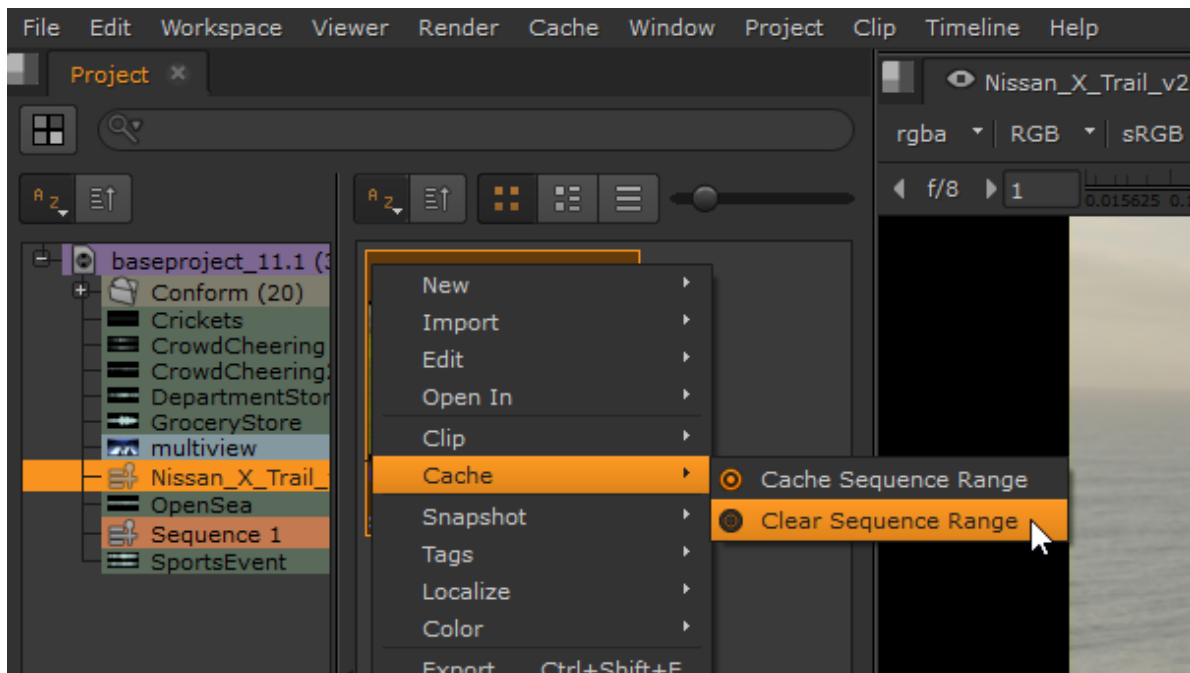 File Edit Workspace Viewer Render Cache Window Project Clip Timeline Help
Project
Nissan_X_Trail_v2
rgba RGB sRGB
f/8 1
0.015625
baseproject_11.1
Conform (20)
Crickets
CrowdCheering
CrowdCheering
DepartmentStor
GroceryStore
multiview
Nissan_X_Trail_
OpenSea
Sequence 1
SportsEvent
New
Import
Edit
Open In
Clip
Cache
Snapshot
Tags
Localize
Color
Export Ctrl+Shift+E
Cache Sequence Range
Clear Sequence Range